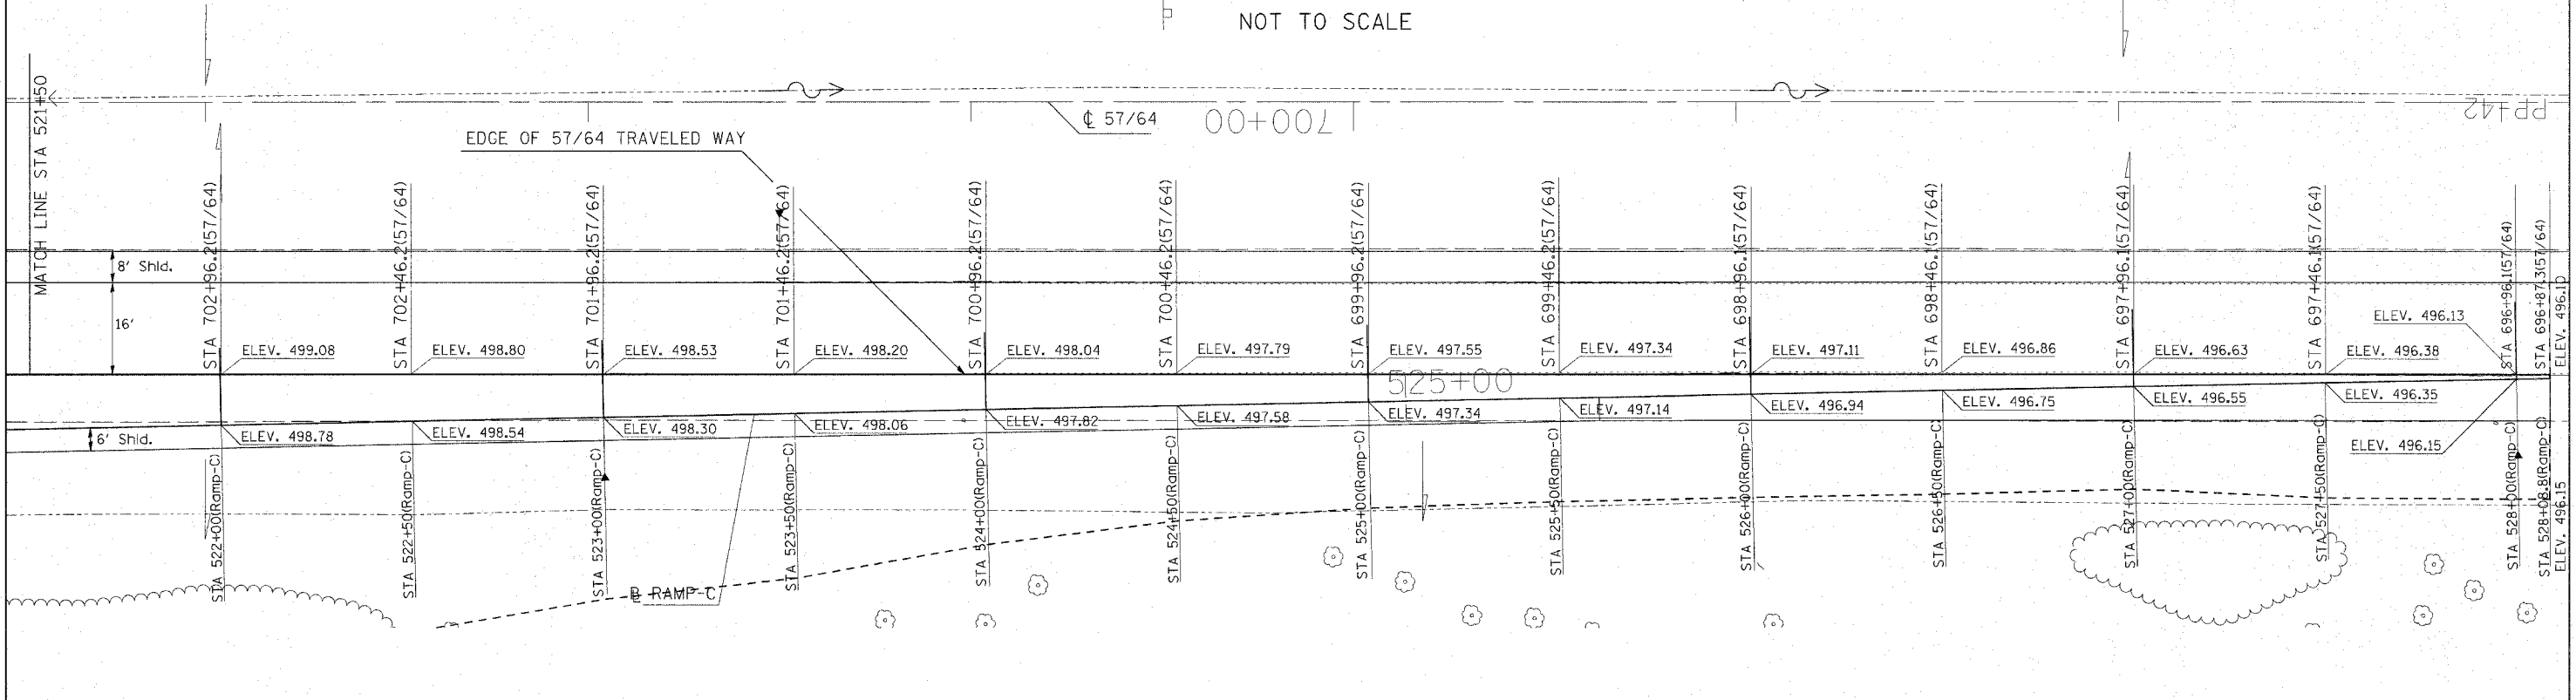 NOT TO SCALE
MATCH LINE STA 521+50
℄ 57/64
700+00
PP+42
EDGE OF 57/64 TRAVELED WAY
STA 702+96.2(57/64)
STA 702+46.2(57/64)
STA 701+96.2(57/64)
STA 701+46.2(57/64)
STA 700+96.2(57/64)
STA 700+46.2(57/64)
STA 699+96.2(57/64)
STA 699+46.2(57/64)
STA 698+96.1(57/64)
STA 698+46.1(57/64)
STA 697+96.1(57/64)
STA 697+46.1(57/64)
STA 696+96.1(57/64)
STA 696+87.3(57/64)
ELEV. 496.10
8' Shld.
16'
ELEV. 499.08
ELEV. 498.80
ELEV. 498.53
ELEV. 498.20
ELEV. 498.04
ELEV. 497.79
ELEV. 497.55
ELEV. 497.34
ELEV. 497.11
ELEV. 496.86
ELEV. 496.63
ELEV. 496.38
ELEV. 496.13
525+00
6' Shld.
ELEV. 498.78
ELEV. 498.54
ELEV. 498.30
ELEV. 498.06
ELEV. 497.82
ELEV. 497.58
ELEV. 497.34
ELEV. 497.14
ELEV. 496.94
ELEV. 496.75
ELEV. 496.55
ELEV. 496.35
ELEV. 496.15
STA 522+00(Ramp-C)
STA 522+50(Ramp-C)
STA 523+00(Ramp-C)
STA 523+50(Ramp-C)
STA 524+00(Ramp-C)
STA 524+50(Ramp-C)
STA 525+00(Ramp-C)
STA 525+50(Ramp-C)
STA 526+00(Ramp-C)
STA 526+50(Ramp-C)
STA 527+00(Ramp-C)
STA 527+50(Ramp-C)
STA 528+00(Ramp-C)
STA 528+08.8(Ramp-C)
ELEV. 496.15
B RAMP-C